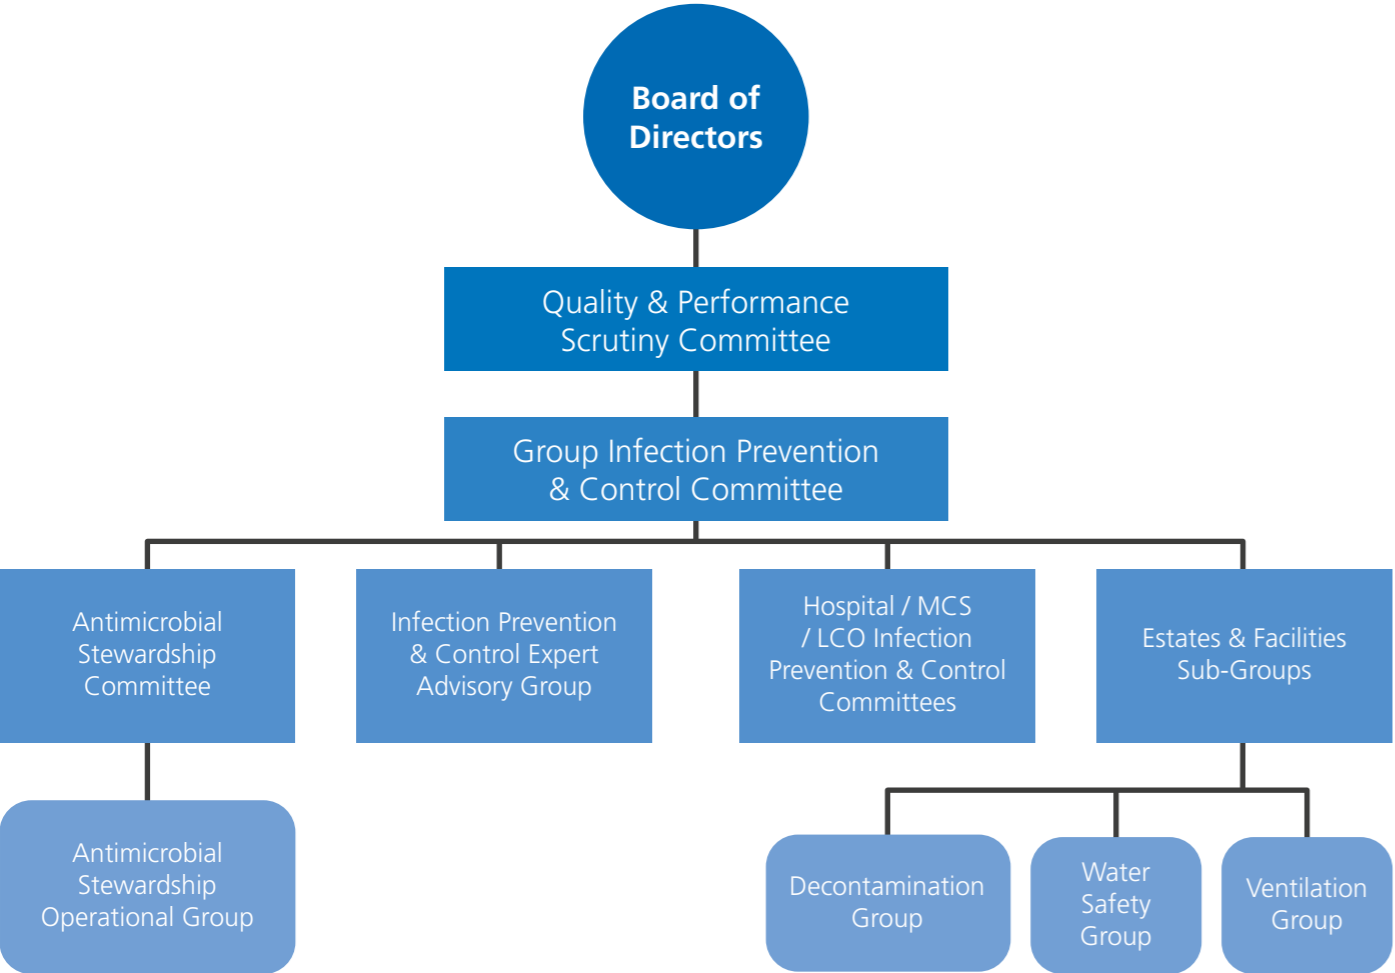 Board of
Directors
Quality & Performance
Scrutiny Committee
Group Infection Prevention
& Control Committee
Antimicrobial
Stewardship
Committee
Infection Prevention
& Control Expert
Advisory Group
Hospital / MCS
/ LCO Infection
Prevention & Control
Committees
Estates & Facilities
Sub-Groups
Antimicrobial
Stewardship
Operational Group
Decontamination
Group
Water
Safety
Group
Ventilation
Group